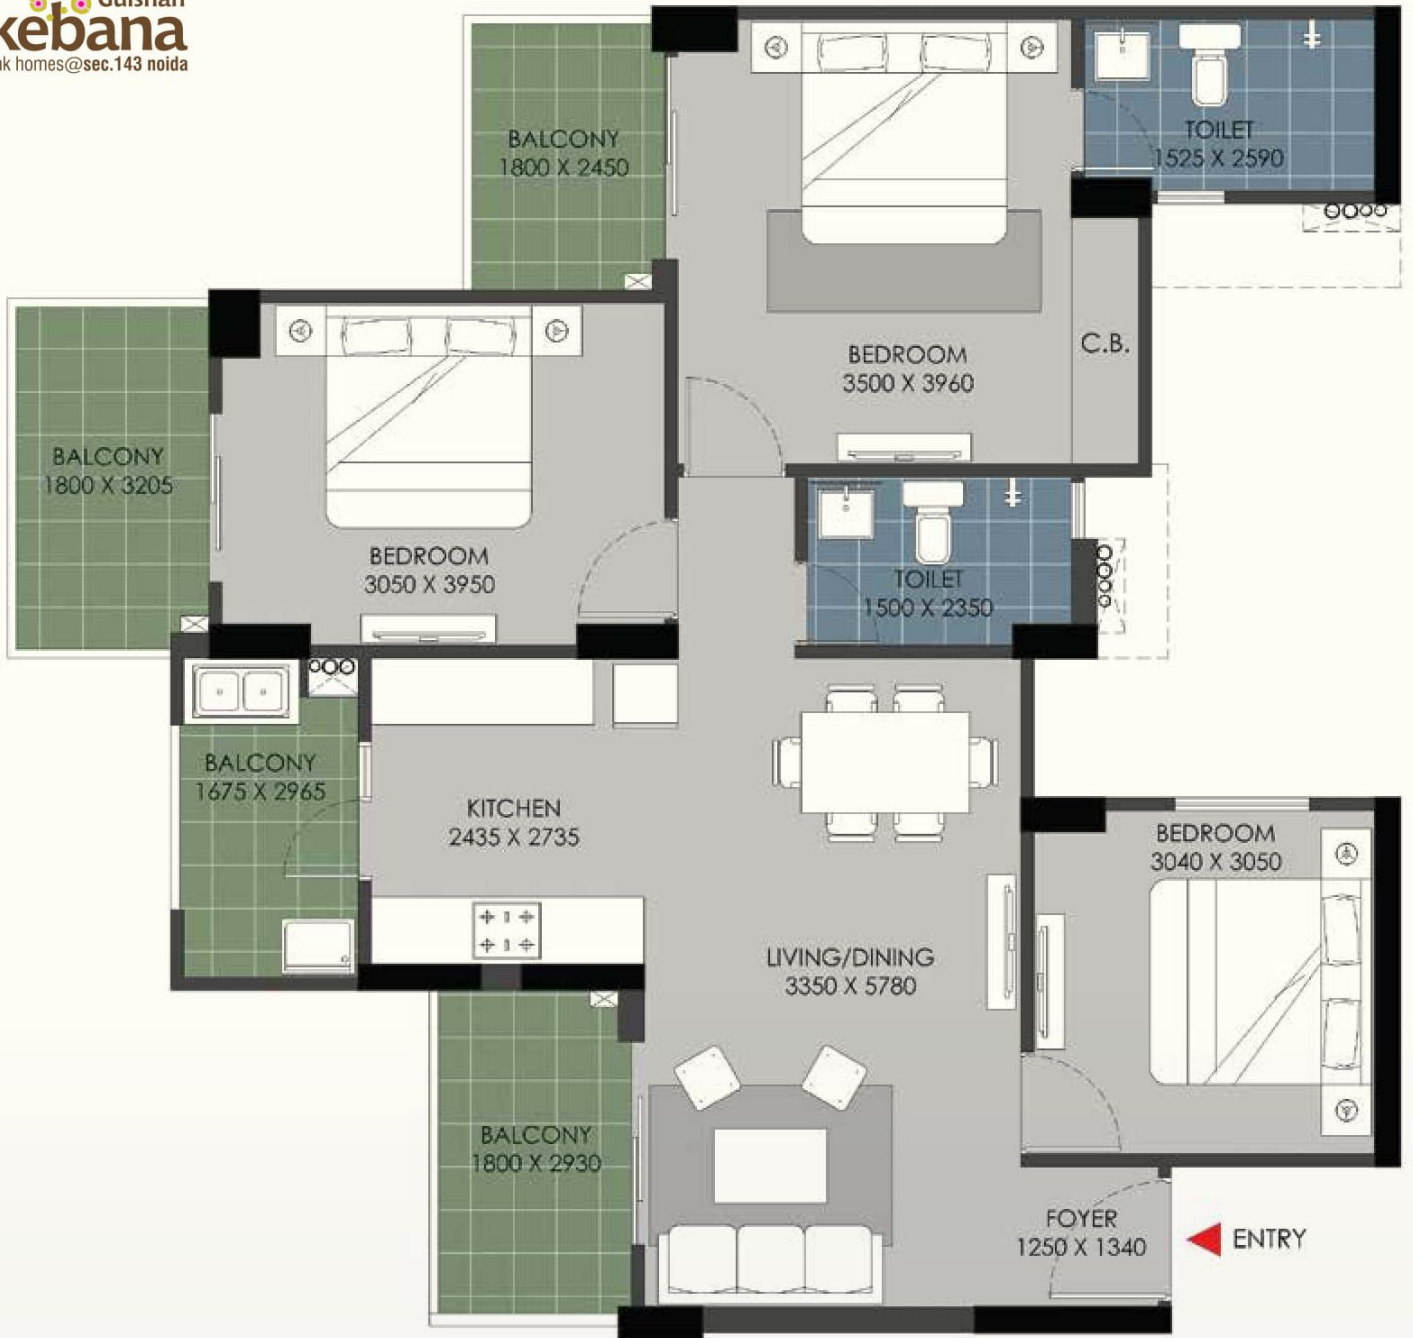 Gulshan
kebana
homes@sec.143 noida
BALCONY
1800 X 2450
TOILET
1525 X 2590
BEDROOM
3500 X 3960
C.B.
BALCONY
1800 X 3205
BEDROOM
3050 X 3950
TOILET
1500 X 2350
BALCONY
1675 X 2965
KITCHEN
2435 X 2735
BEDROOM
3040 X 3050
LIVING/DINING
3350 X 5780
BALCONY
1800 X 2930
FOYER
1250 X 1340
ENTRY